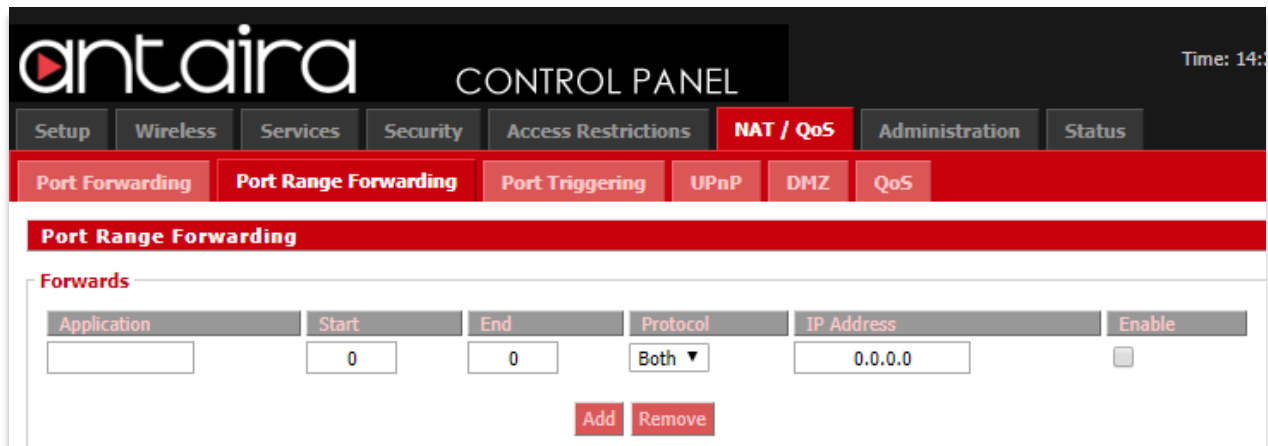 antaira CONTROL PANEL
Time: 14:
Setup Wireless Services Security Access Restrictions NAT / QoS Administration Status
Port Forwarding Port Range Forwarding Port Triggering UPnP DMZ QoS
Port Range Forwarding
Forwards
Application Start End Protocol IP Address Enable
0 0 Both 0.0.0.0
Add Remove